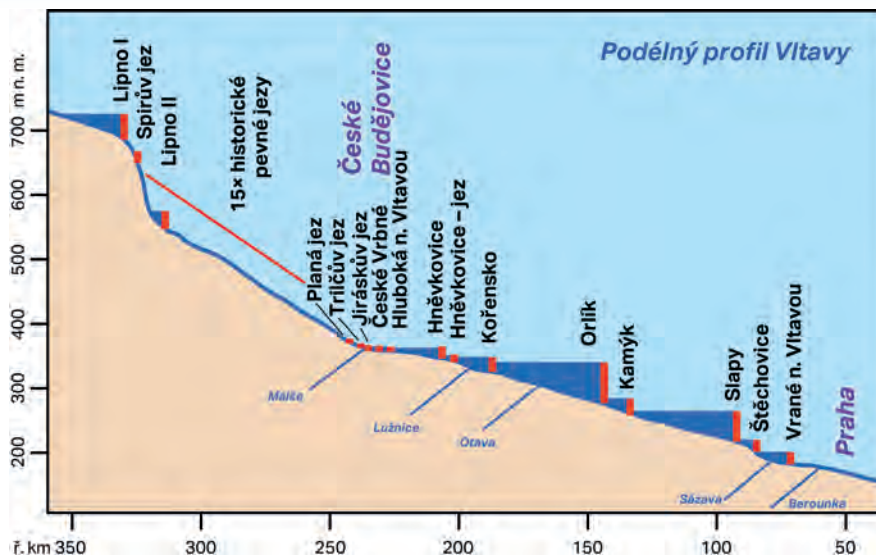 Podélný profil Vltavy
m n. m.
700
600
500
400
300
200
Lipno I
Spirův jez
Lipno II
15× historické
pevné jezy
České
Budějovice
Planá jez
Trilčův jez
Jiráskův jez
České Vrbné
Hluboká n. Vltavou
Hněvkovice
Hněvkovice – jez
Kořensko
Orlík
Kamýk
Slapy
Štěchovice
Vrané n. Vltavou
Praha
Malše
Lužnice
Otava
Sázava
Berounka
ř. km 350
300
250
200
150
100
50